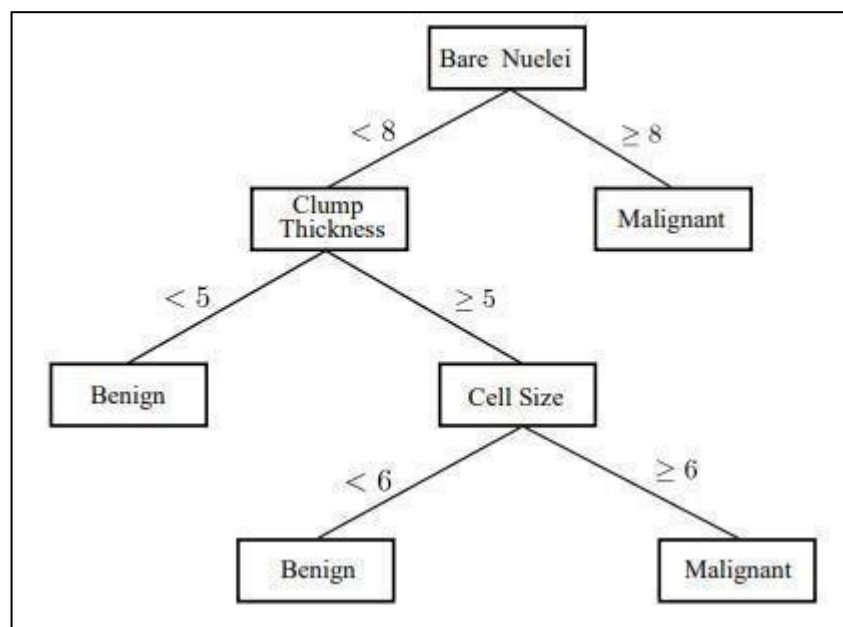 Bare Nuelei
< 8
≥ 8
Clump
Thickness
Malignant
< 5
≥ 5
Benign
Cell Size
< 6
≥ 6
Benign
Malignant